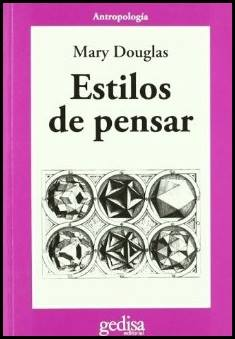 Antropología
Mary Douglas
Estilos
de pensar
gedisa
editorial